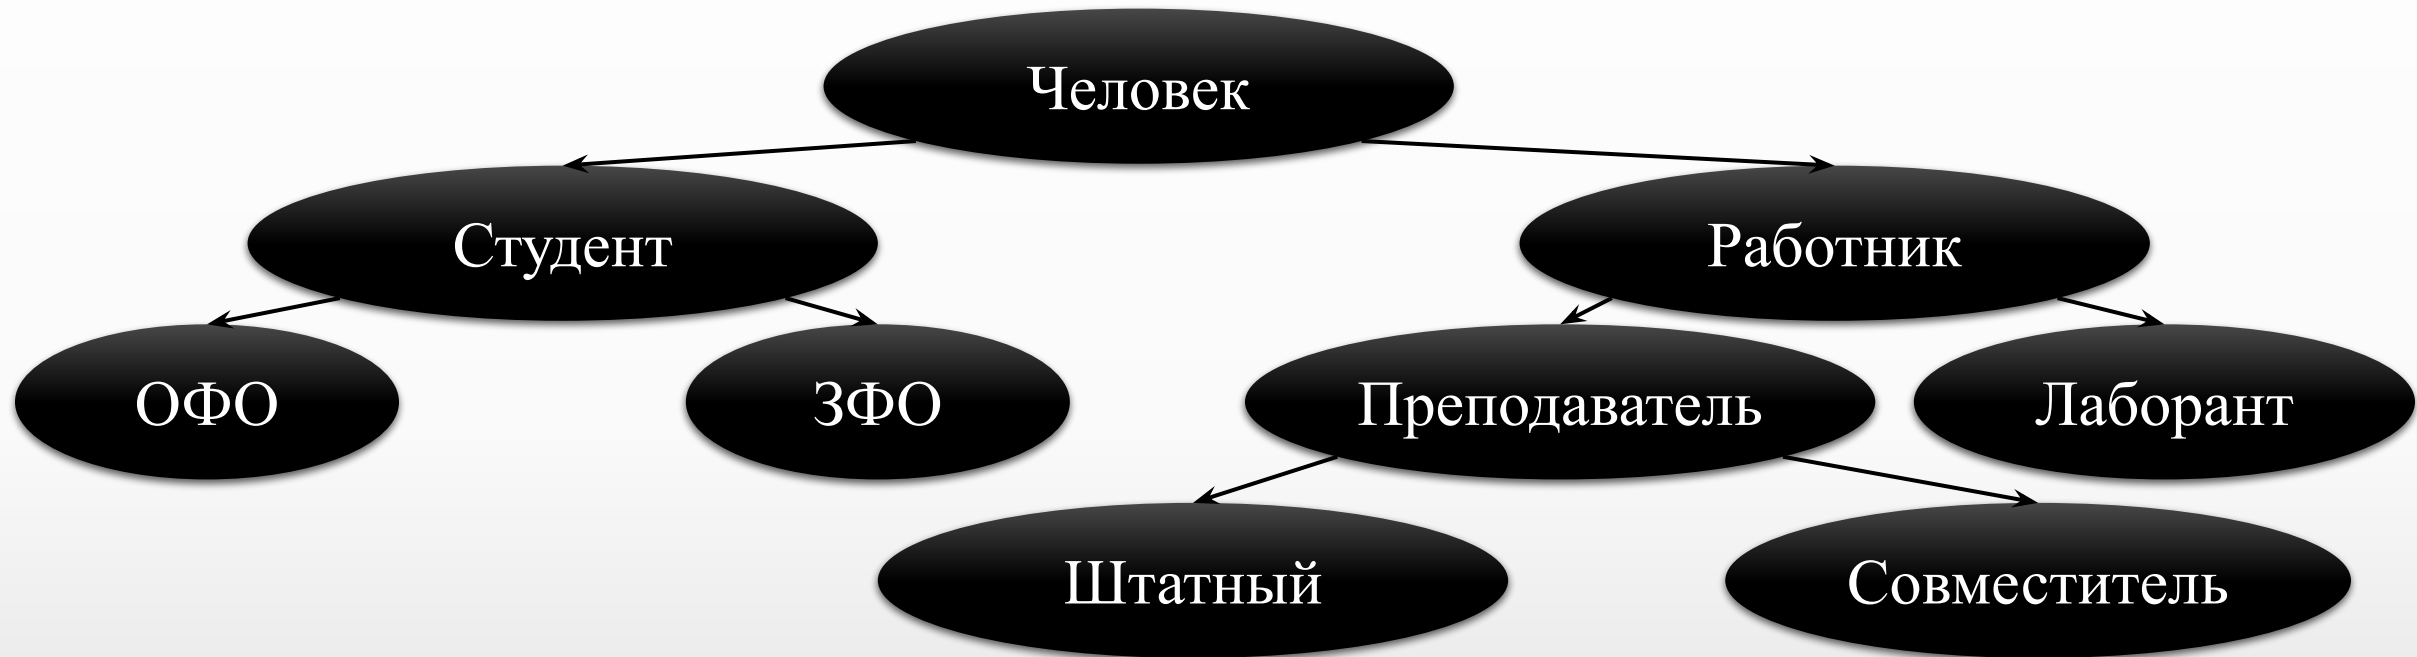 Человек
Студент
Работник
ОФО
ЗФО
Преподаватель
Лаборант
Штатный
Совместитель